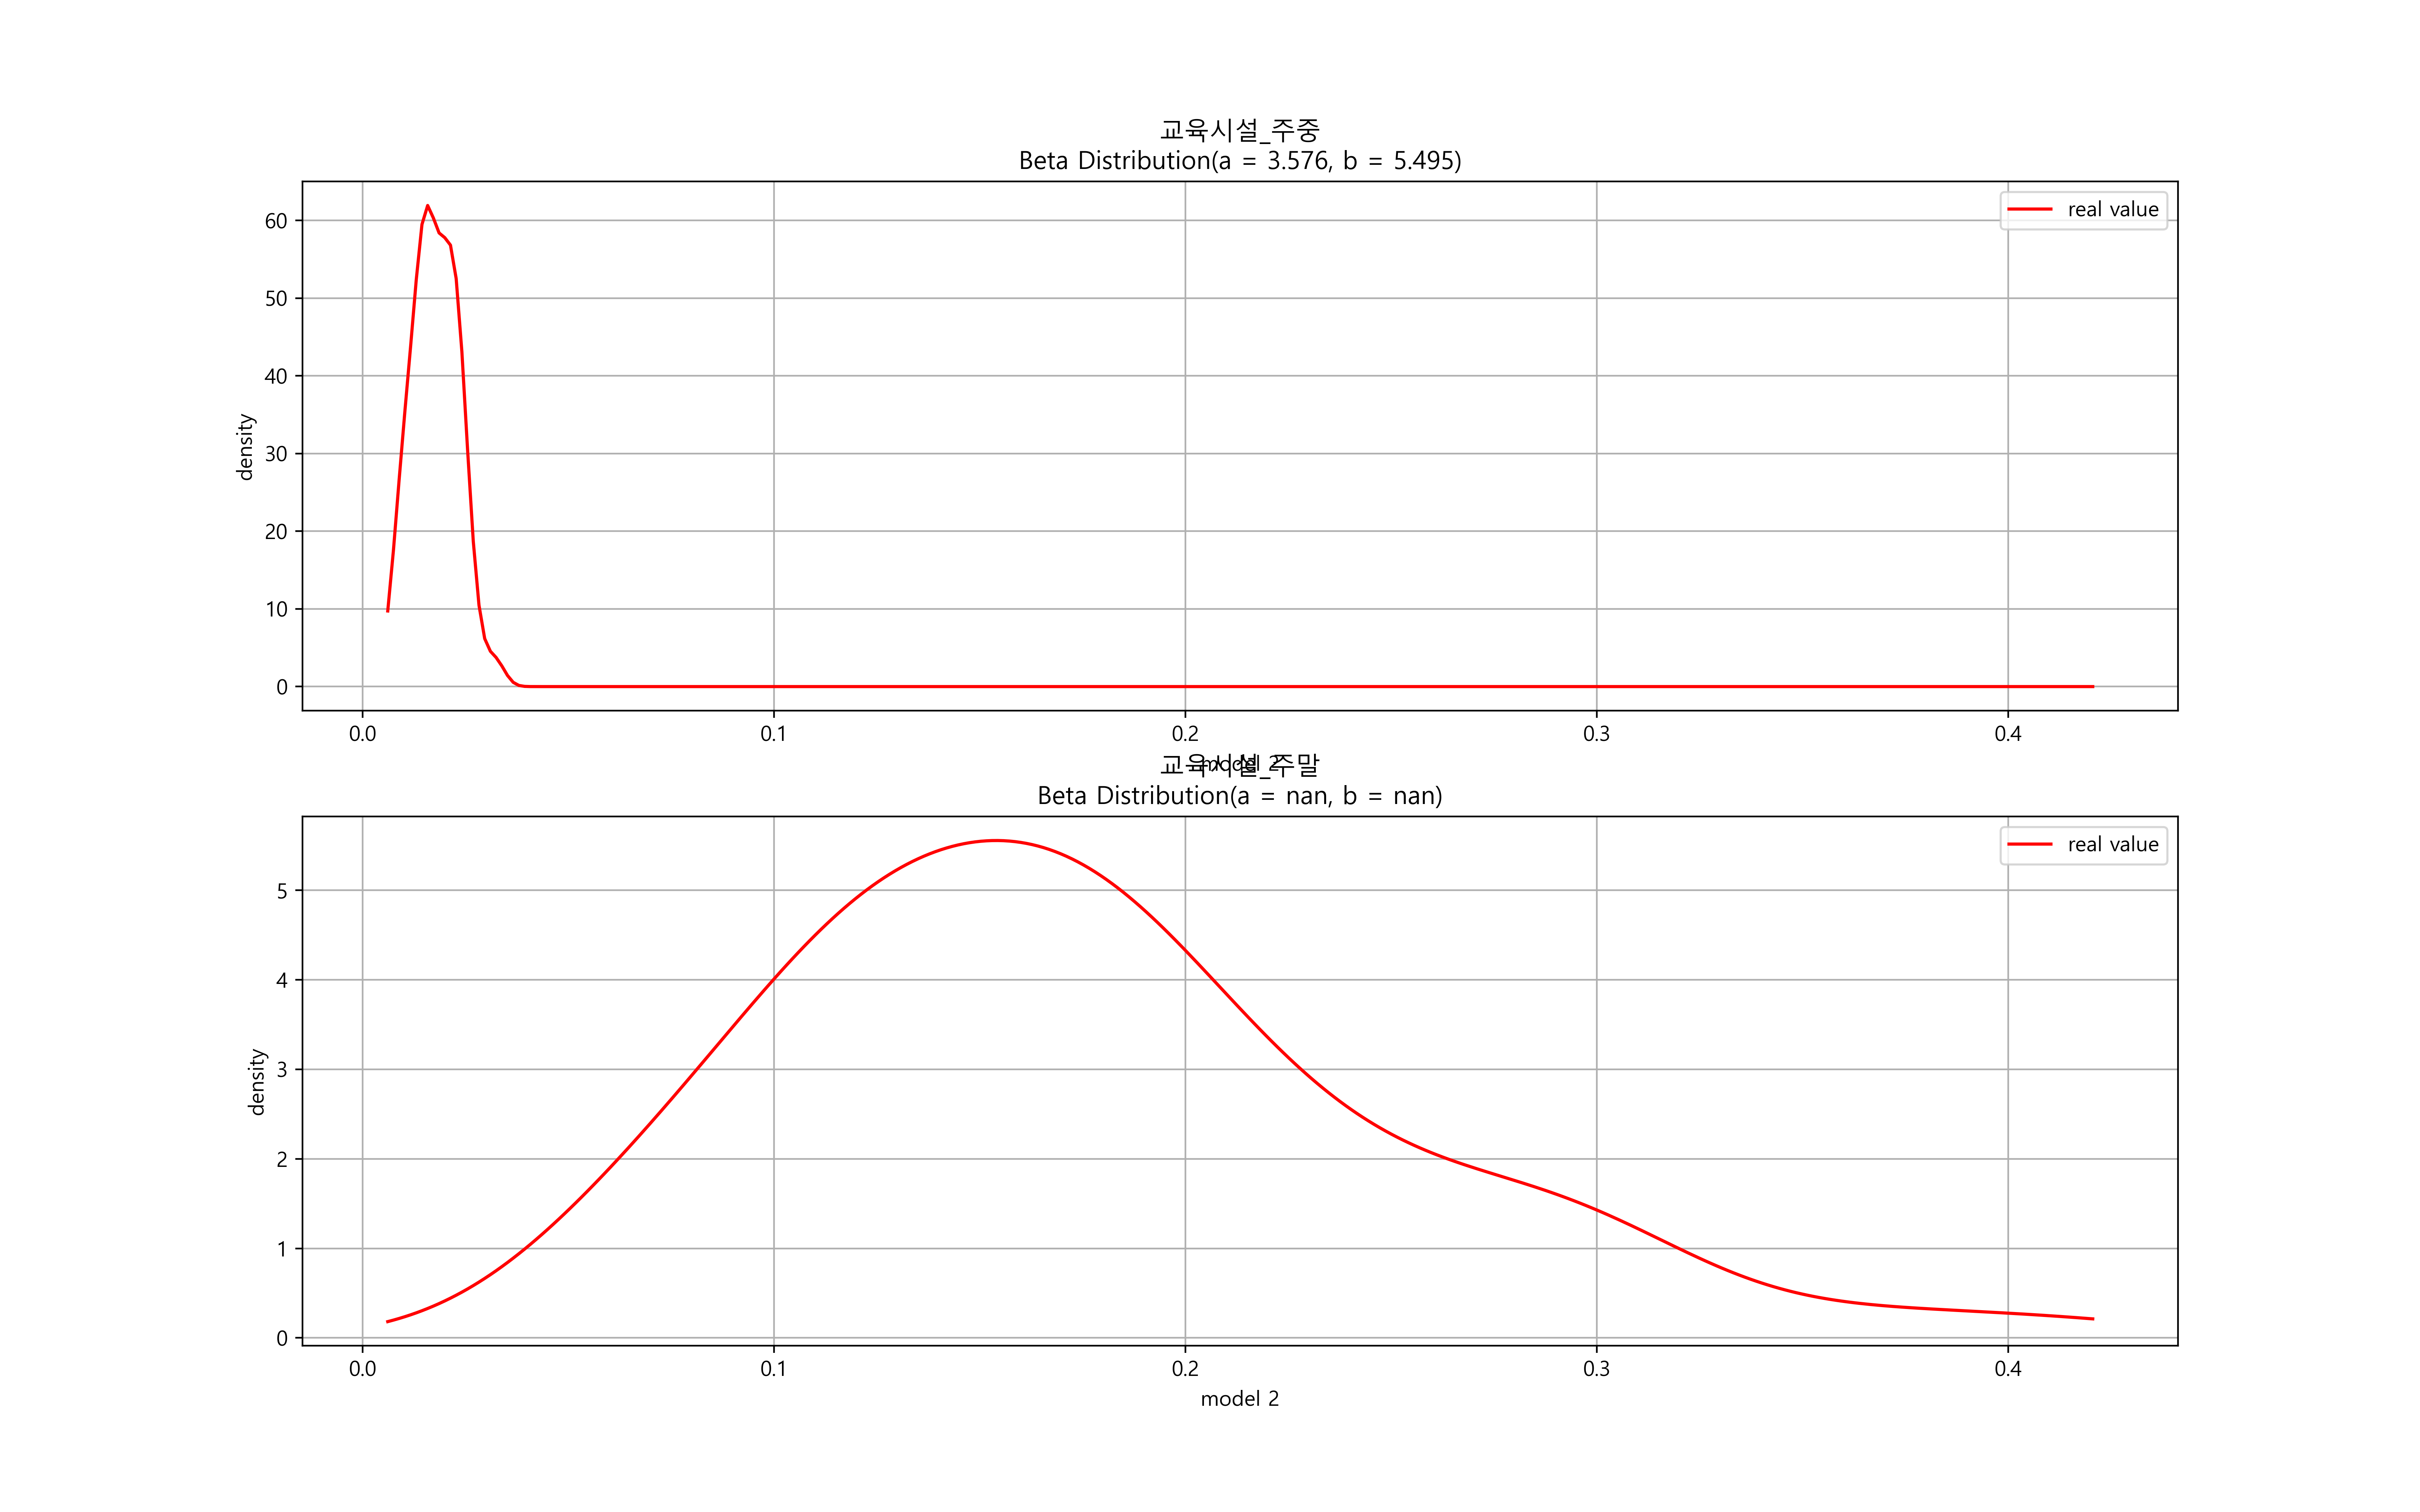 교육시설_주중
Beta Distribution(a = 3.576, b = 5.495)
real value
density
60
50
40
30
20
10
0
0.0 0.1 0.2 0.3 0.4
model 2
교육시설_주말
Beta Distribution(a = nan, b = nan)
real value
density
5
4
3
2
1
0
0.0 0.1 0.2 0.3 0.4
model 2